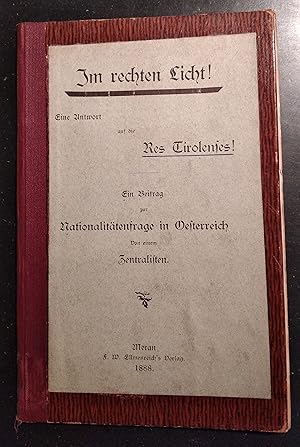 Im rechten Licht!
Eine Antwort
auf die
Res Tirolenses!
Ein Beitrag
zur
Nationalitätenfrage in Oesterreich
Von einem
Zentralisten.
Meran
F. W. Ellmenreich's Verlag.
1888.